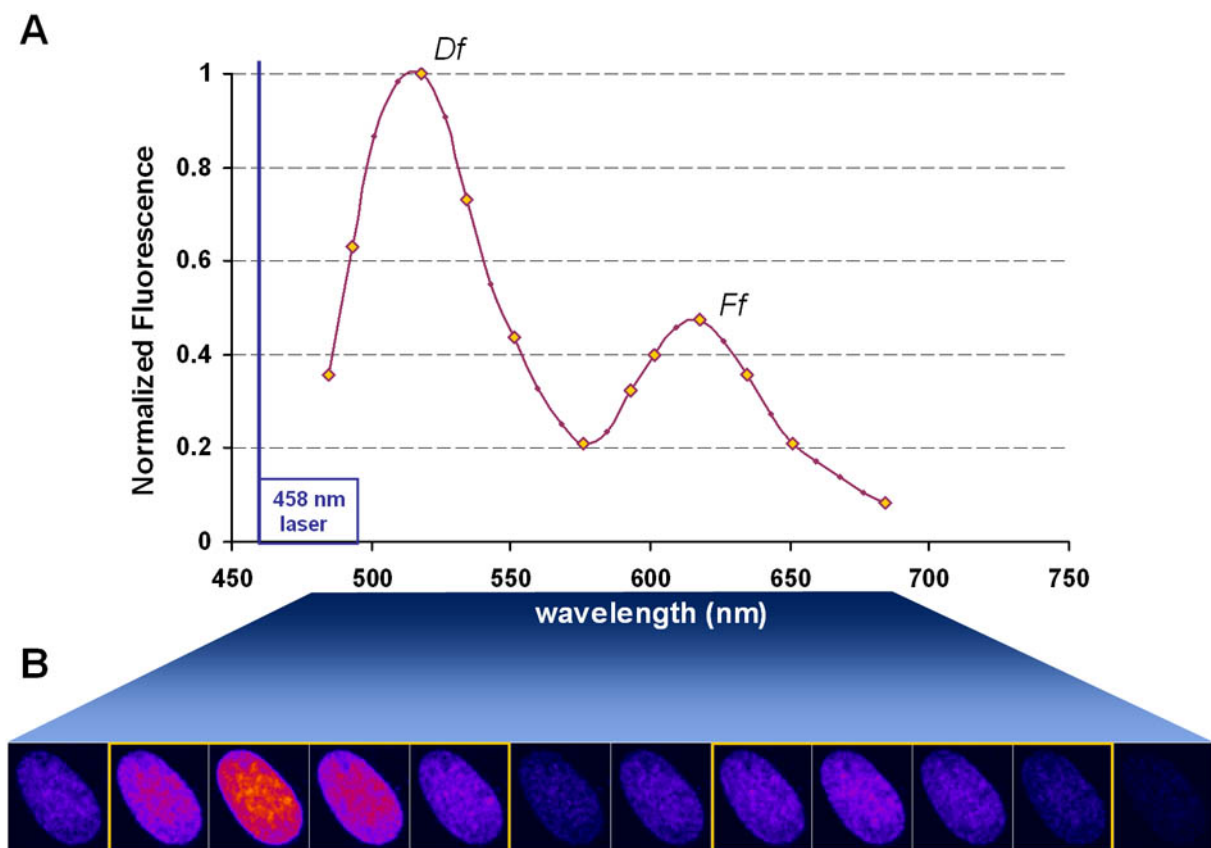 A
Df
1
0.8
0.6
0.4
0.2
0
Normalized Fluorescence
Ff
458 nm
laser
450 500 550 600 650 700 750
wavelength (nm)
B